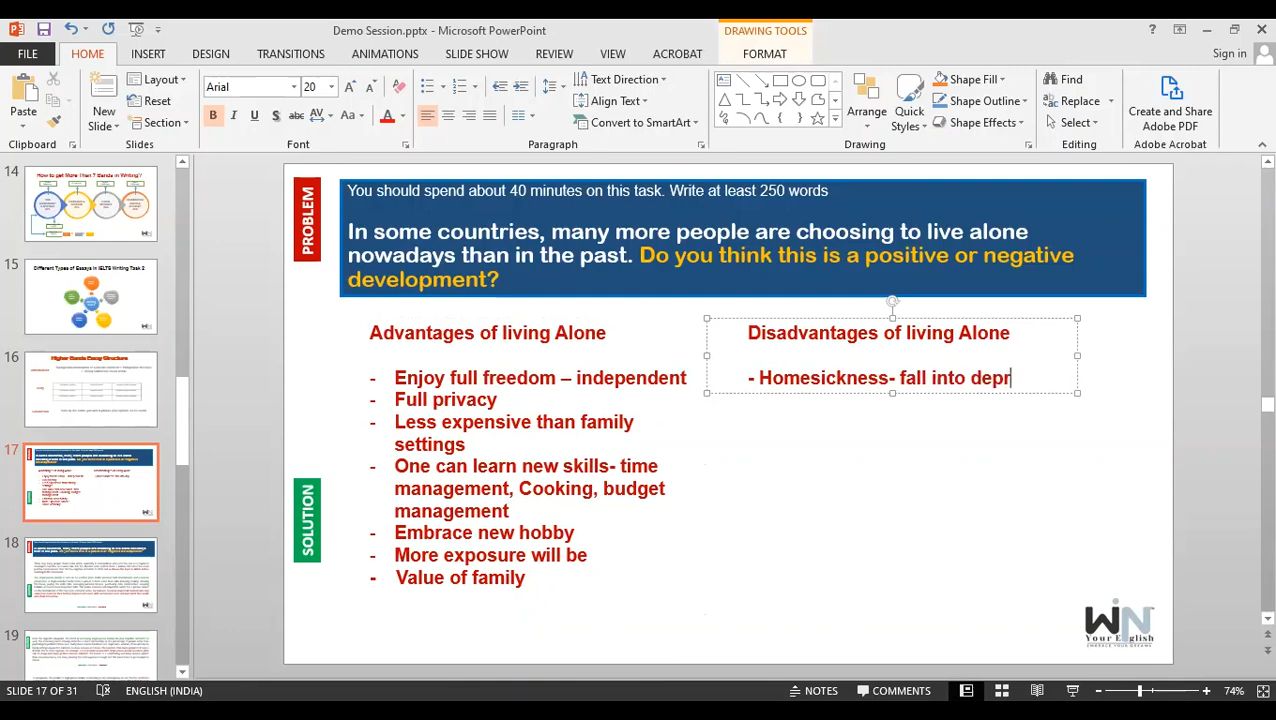 Demo Session.pptx - Microsoft PowerPoint
DRAWING TOOLS
FILE HOME INSERT DESIGN TRANSITIONS ANIMATIONS SLIDE SHOW REVIEW VIEW ACROBAT FORMAT
Sign in
Paste
Clipboard
New Slide
Layout
Reset
Section
Slides
Arial 20
B I U S abc AV Aa A
Font
Text Direction
Align Text
Convert to SmartArt
Paragraph
Arrange
Quick Styles
Shape Fill
Shape Outline
Shape Effects
Drawing
Find
Replace
Select
Editing
Create and Share Adobe PDF
Adobe Acrobat
14
How to get More Than 7 Bands in Writing?
15
Different Types of Essays in IELTS Writing Task 2
16
Higher Bands Essay Structure
17
18
19
PROBLEM
You should spend about 40 minutes on this task. Write at least 250 words
In some countries, many more people are choosing to live alone
nowadays than in the past. Do you think this is a positive or negative
development?
SOLUTION
Advantages of living Alone
- Enjoy full freedom – independent
- Full privacy
- Less expensive than family
settings
- One can learn new skills- time
management, Cooking, budget
management
- Embrace new hobby
- More exposure will be
- Value of family
Disadvantages of living Alone
- Homesickness- fall into depr
WIN
Your English
EMBRACE YOUR DREAMS
SLIDE 17 OF 31 ENGLISH (INDIA) NOTES COMMENTS 74%